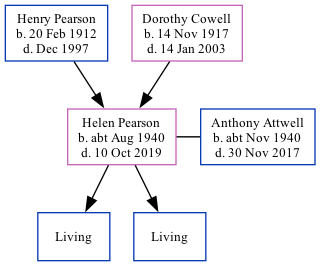 Henry Pearson
b. 20 Feb 1912
d. Dec 1997
Dorothy Cowell
b. 14 Nov 1917
d. 14 Jan 2003
Helen Pearson
b. abt Aug 1940
d. 10 Oct 2019
Anthony Attwell
b. abt Nov 1940
d. 30 Nov 2017
Living
Living